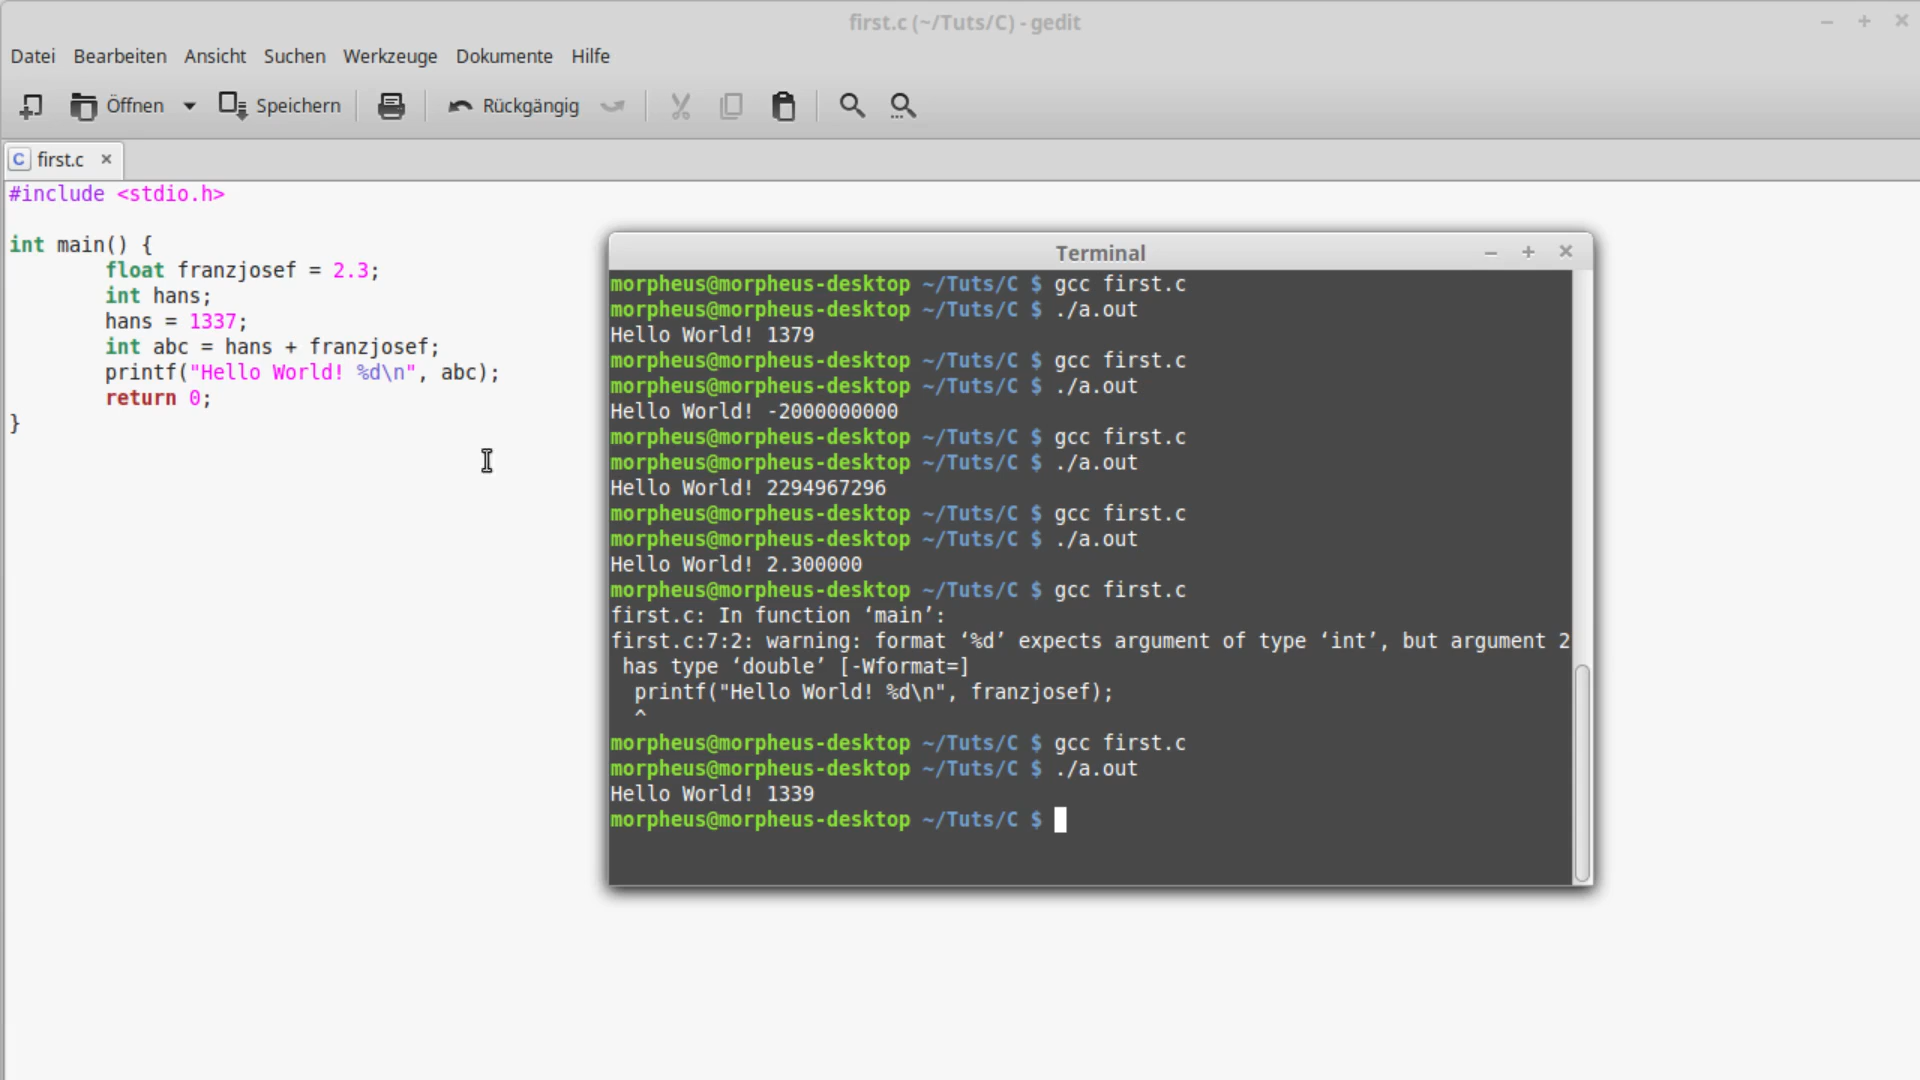 first.c (~/Tuts/C) - gedit
Datei Bearbeiten Ansicht Suchen Werkzeuge Dokumente Hilfe
Öffnen Speichern Rückgängig
C first.c
#include <stdio.h>
int main() {
float franzjosef = 2.3;
int hans;
hans = 1337;
int abc = hans + franzjosef;
printf("Hello World! %d\n", abc);
return 0;
}
Terminal
morpheus@morpheus-desktop ~/Tuts/C $ gcc first.c
morpheus@morpheus-desktop ~/Tuts/C $ ./a.out
Hello World! 1379
morpheus@morpheus-desktop ~/Tuts/C $ gcc first.c
morpheus@morpheus-desktop ~/Tuts/C $ ./a.out
Hello World! -2000000000
morpheus@morpheus-desktop ~/Tuts/C $ gcc first.c
morpheus@morpheus-desktop ~/Tuts/C $ ./a.out
Hello World! 2294967296
morpheus@morpheus-desktop ~/Tuts/C $ gcc first.c
morpheus@morpheus-desktop ~/Tuts/C $ ./a.out
Hello World! 2.300000
morpheus@morpheus-desktop ~/Tuts/C $ gcc first.c
first.c: In function ‘main’:
first.c:7:2: warning: format ‘%d’ expects argument of type ‘int’, but argument 2
has type ‘double’ [-Wformat=]
printf("Hello World! %d\n", franzjosef);
^
morpheus@morpheus-desktop ~/Tuts/C $ gcc first.c
morpheus@morpheus-desktop ~/Tuts/C $ ./a.out
Hello World! 1339
morpheus@morpheus-desktop ~/Tuts/C $